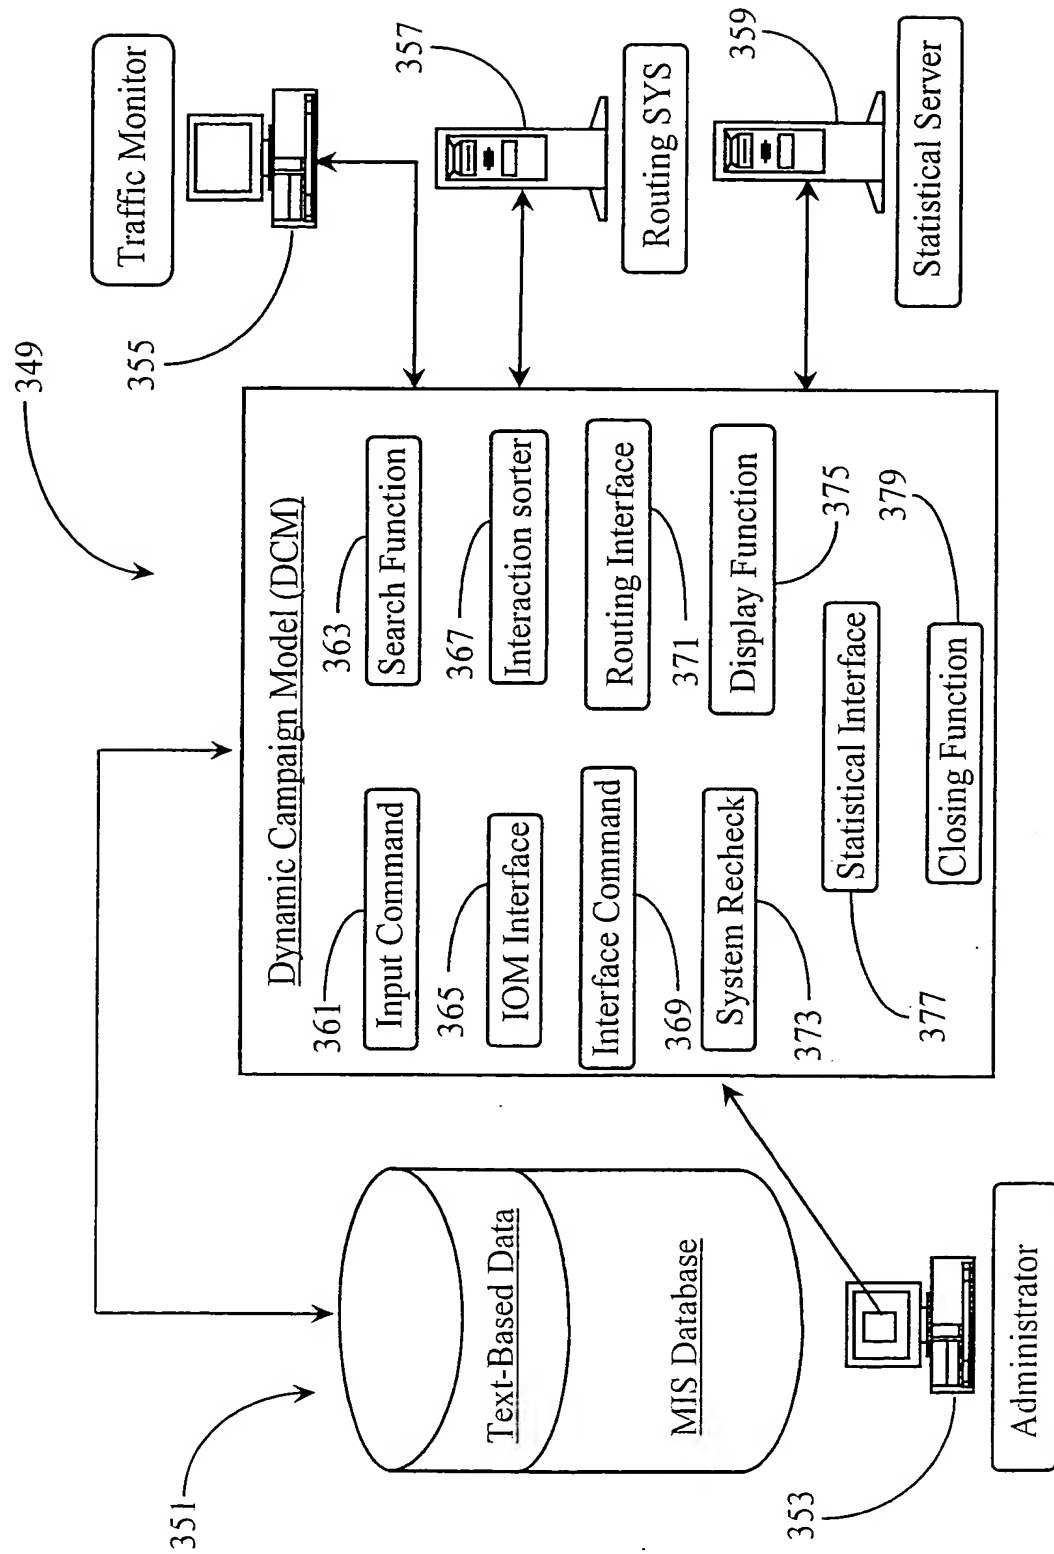 349
351
Text-Based Data
MIS Database
353
Administrator
Dynamic Campaign Model (DCM)
361
Input Command
363
Search Function
365
IOM Interface
367
Interaction sorter
Interface Command
369
Routing Interface
371
System Recheck
373
Display Function
375
Statistical Interface
377
Closing Function
379
Traffic Monitor
355
357
Routing SYS
359
Statistical Server